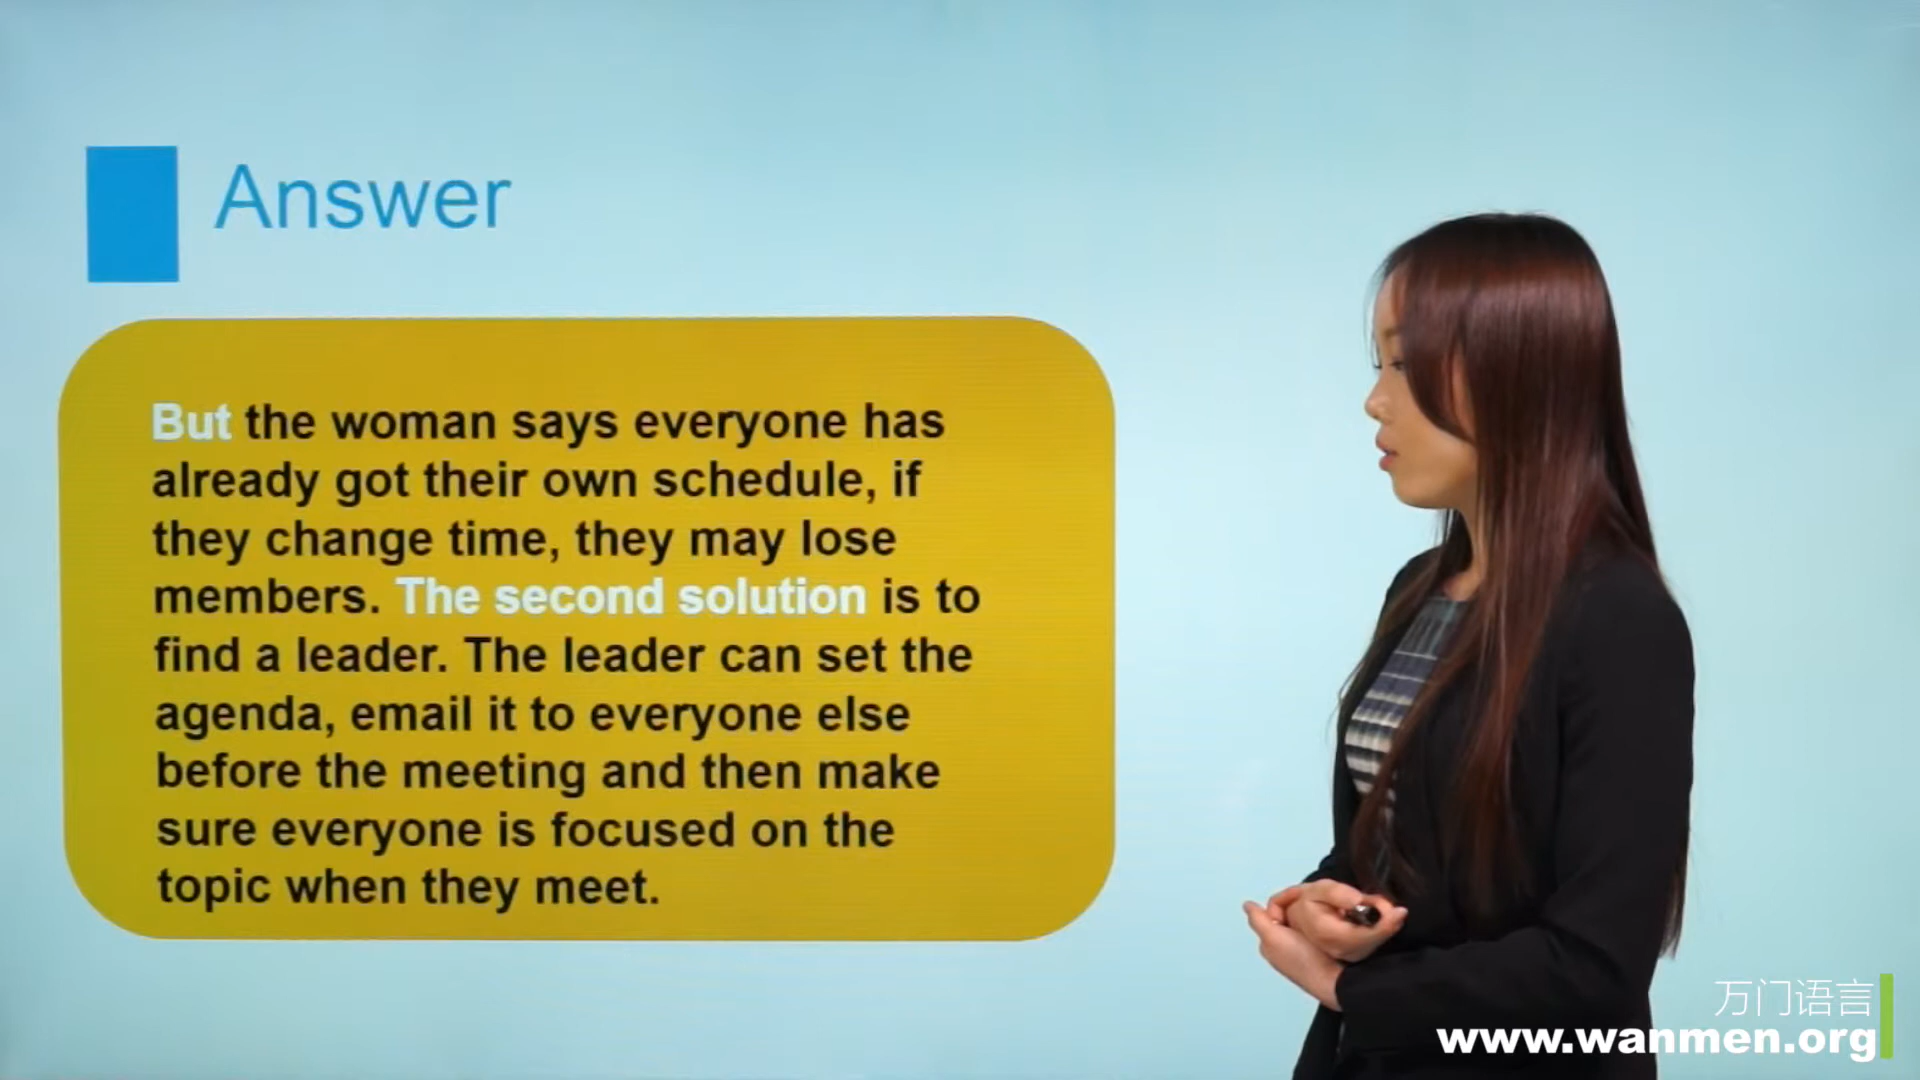 Answer
But the woman says everyone has
already got their own schedule, if
they change time, they may lose
members. The second solution is to
find a leader. The leader can set the
agenda, email it to everyone else
before the meeting and then make
sure everyone is focused on the
topic when they meet.
万门语言
www.wanmen.org